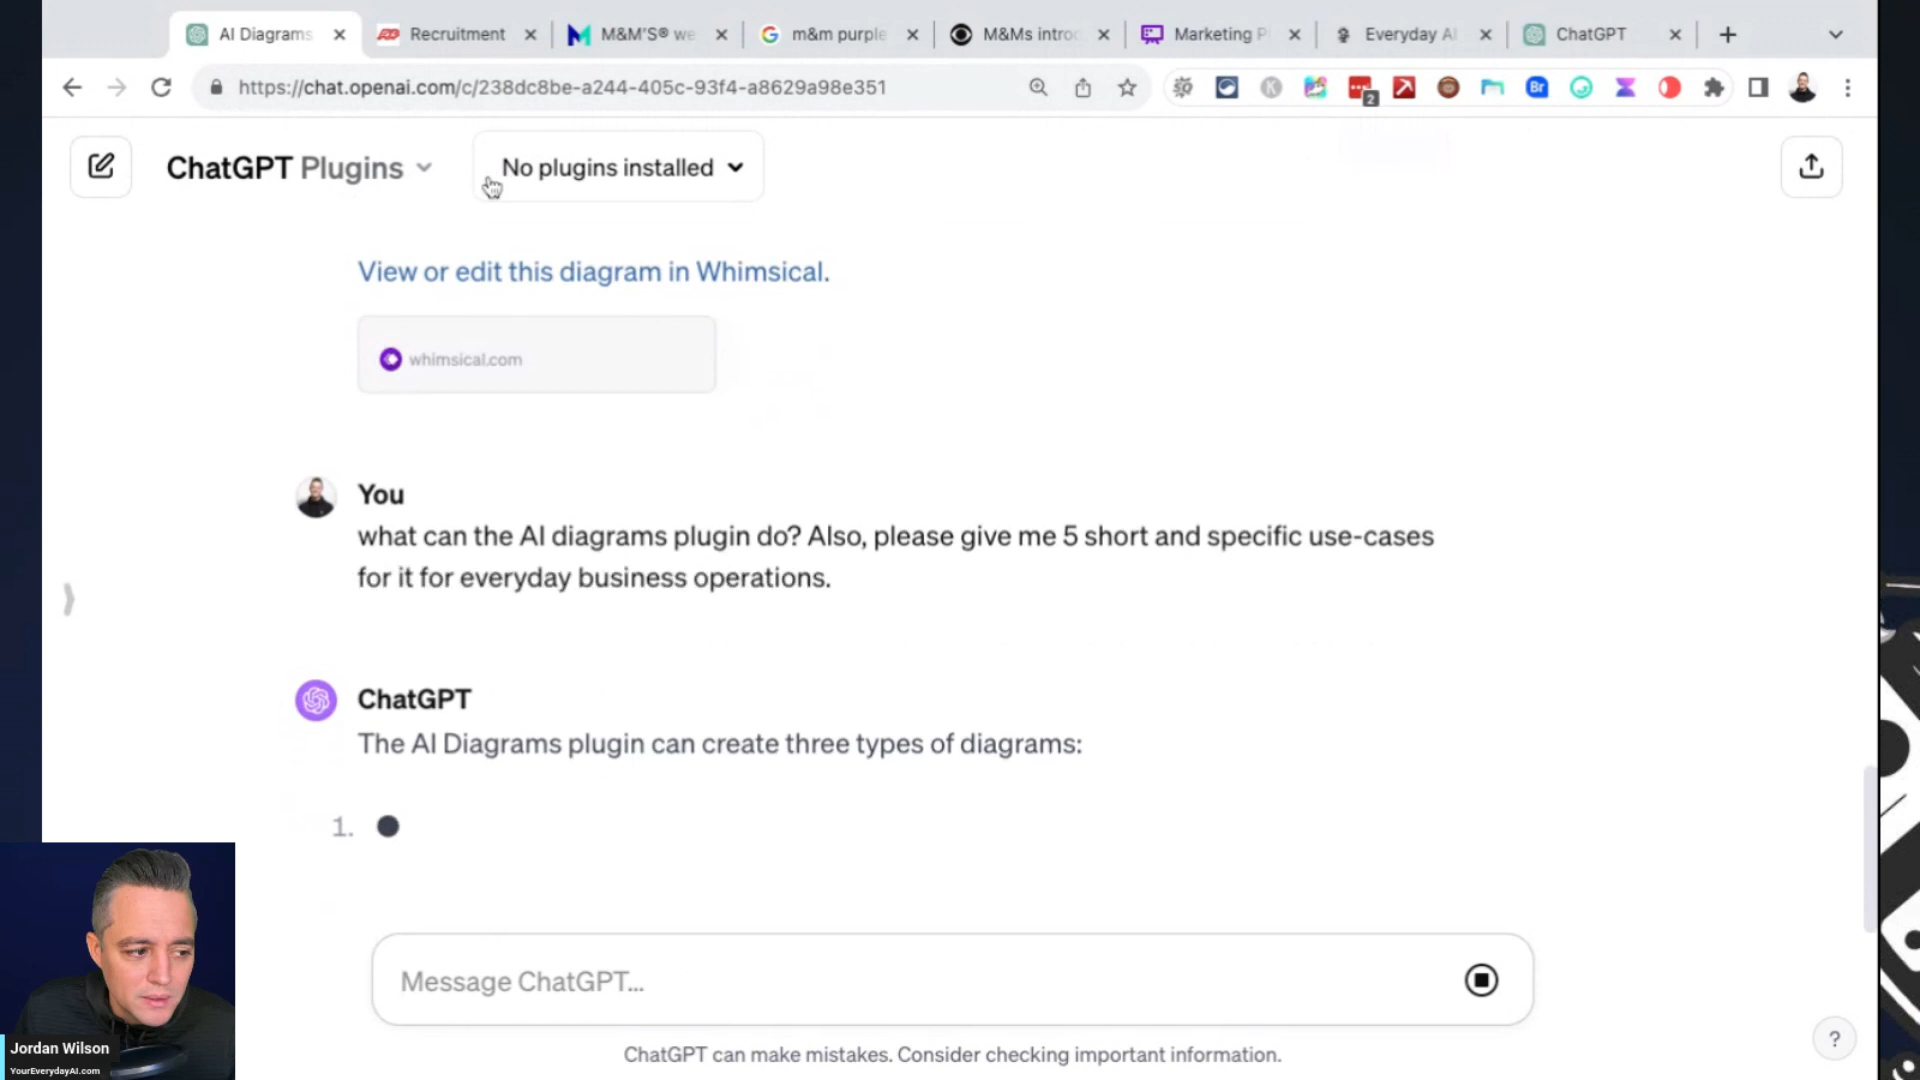 AI Diagrams
Recruitment
M&M'S® we
m&m purple
M&Ms intro
Marketing P
Everyday AI
ChatGPT
https://chat.openai.com/c/238dc8be-a244-405c-93f4-a8629a98e351
2
Br
ChatGPT Plugins
No plugins installed
View or edit this diagram in Whimsical.
whimsical.com
You
what can the AI diagrams plugin do? Also, please give me 5 short and specific use-cases
for it for everyday business operations.
ChatGPT
The AI Diagrams plugin can create three types of diagrams:
1.
Message ChatGPT...
ChatGPT can make mistakes. Consider checking important information.
?
Jordan Wilson
YourEverydayAI.com